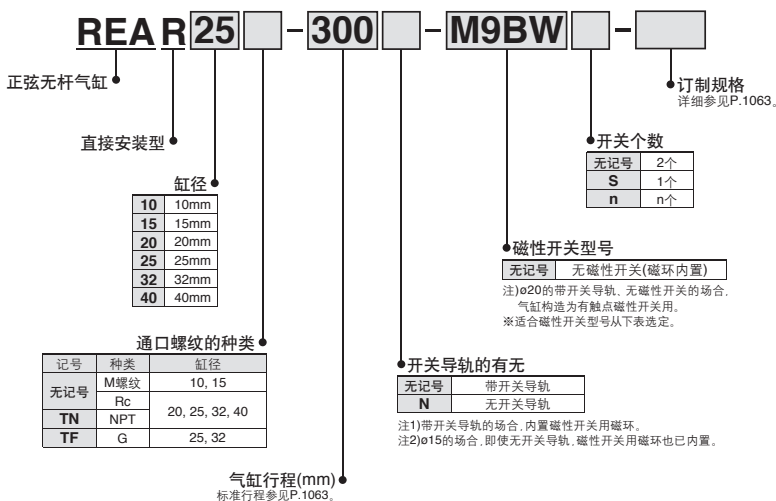 REA R 25 - 300 - M9BW -
正弦无杆气缸
直接安装型
缸径
10 10mm
15 15mm
20 20mm
25 25mm
32 32mm
40 40mm
通口螺纹的种类
记号 种类 缸径
无记号 M螺纹 10, 15
Rc 20, 25, 32, 40
TN NPT
TF G 25, 32
气缸行程(mm)
标准行程参见P.1063。
订制规格
详细参见P.1063。
开关个数
无记号 2个
S 1个
n n个
磁性开关型号
无记号 无磁性开关(磁环内置)
注)ø20的带开关导轨、无磁性开关的场合,
气缸构造为有触点磁性开关用。
※适合磁性开关型号从下表选定。
开关导轨的有无
无记号 带开关导轨
N 无开关导轨
注1)带开关导轨的场合,内置磁性开关用磁环。
注2)ø15的场合,即使无开关导轨,磁性开关用磁环也已内置。